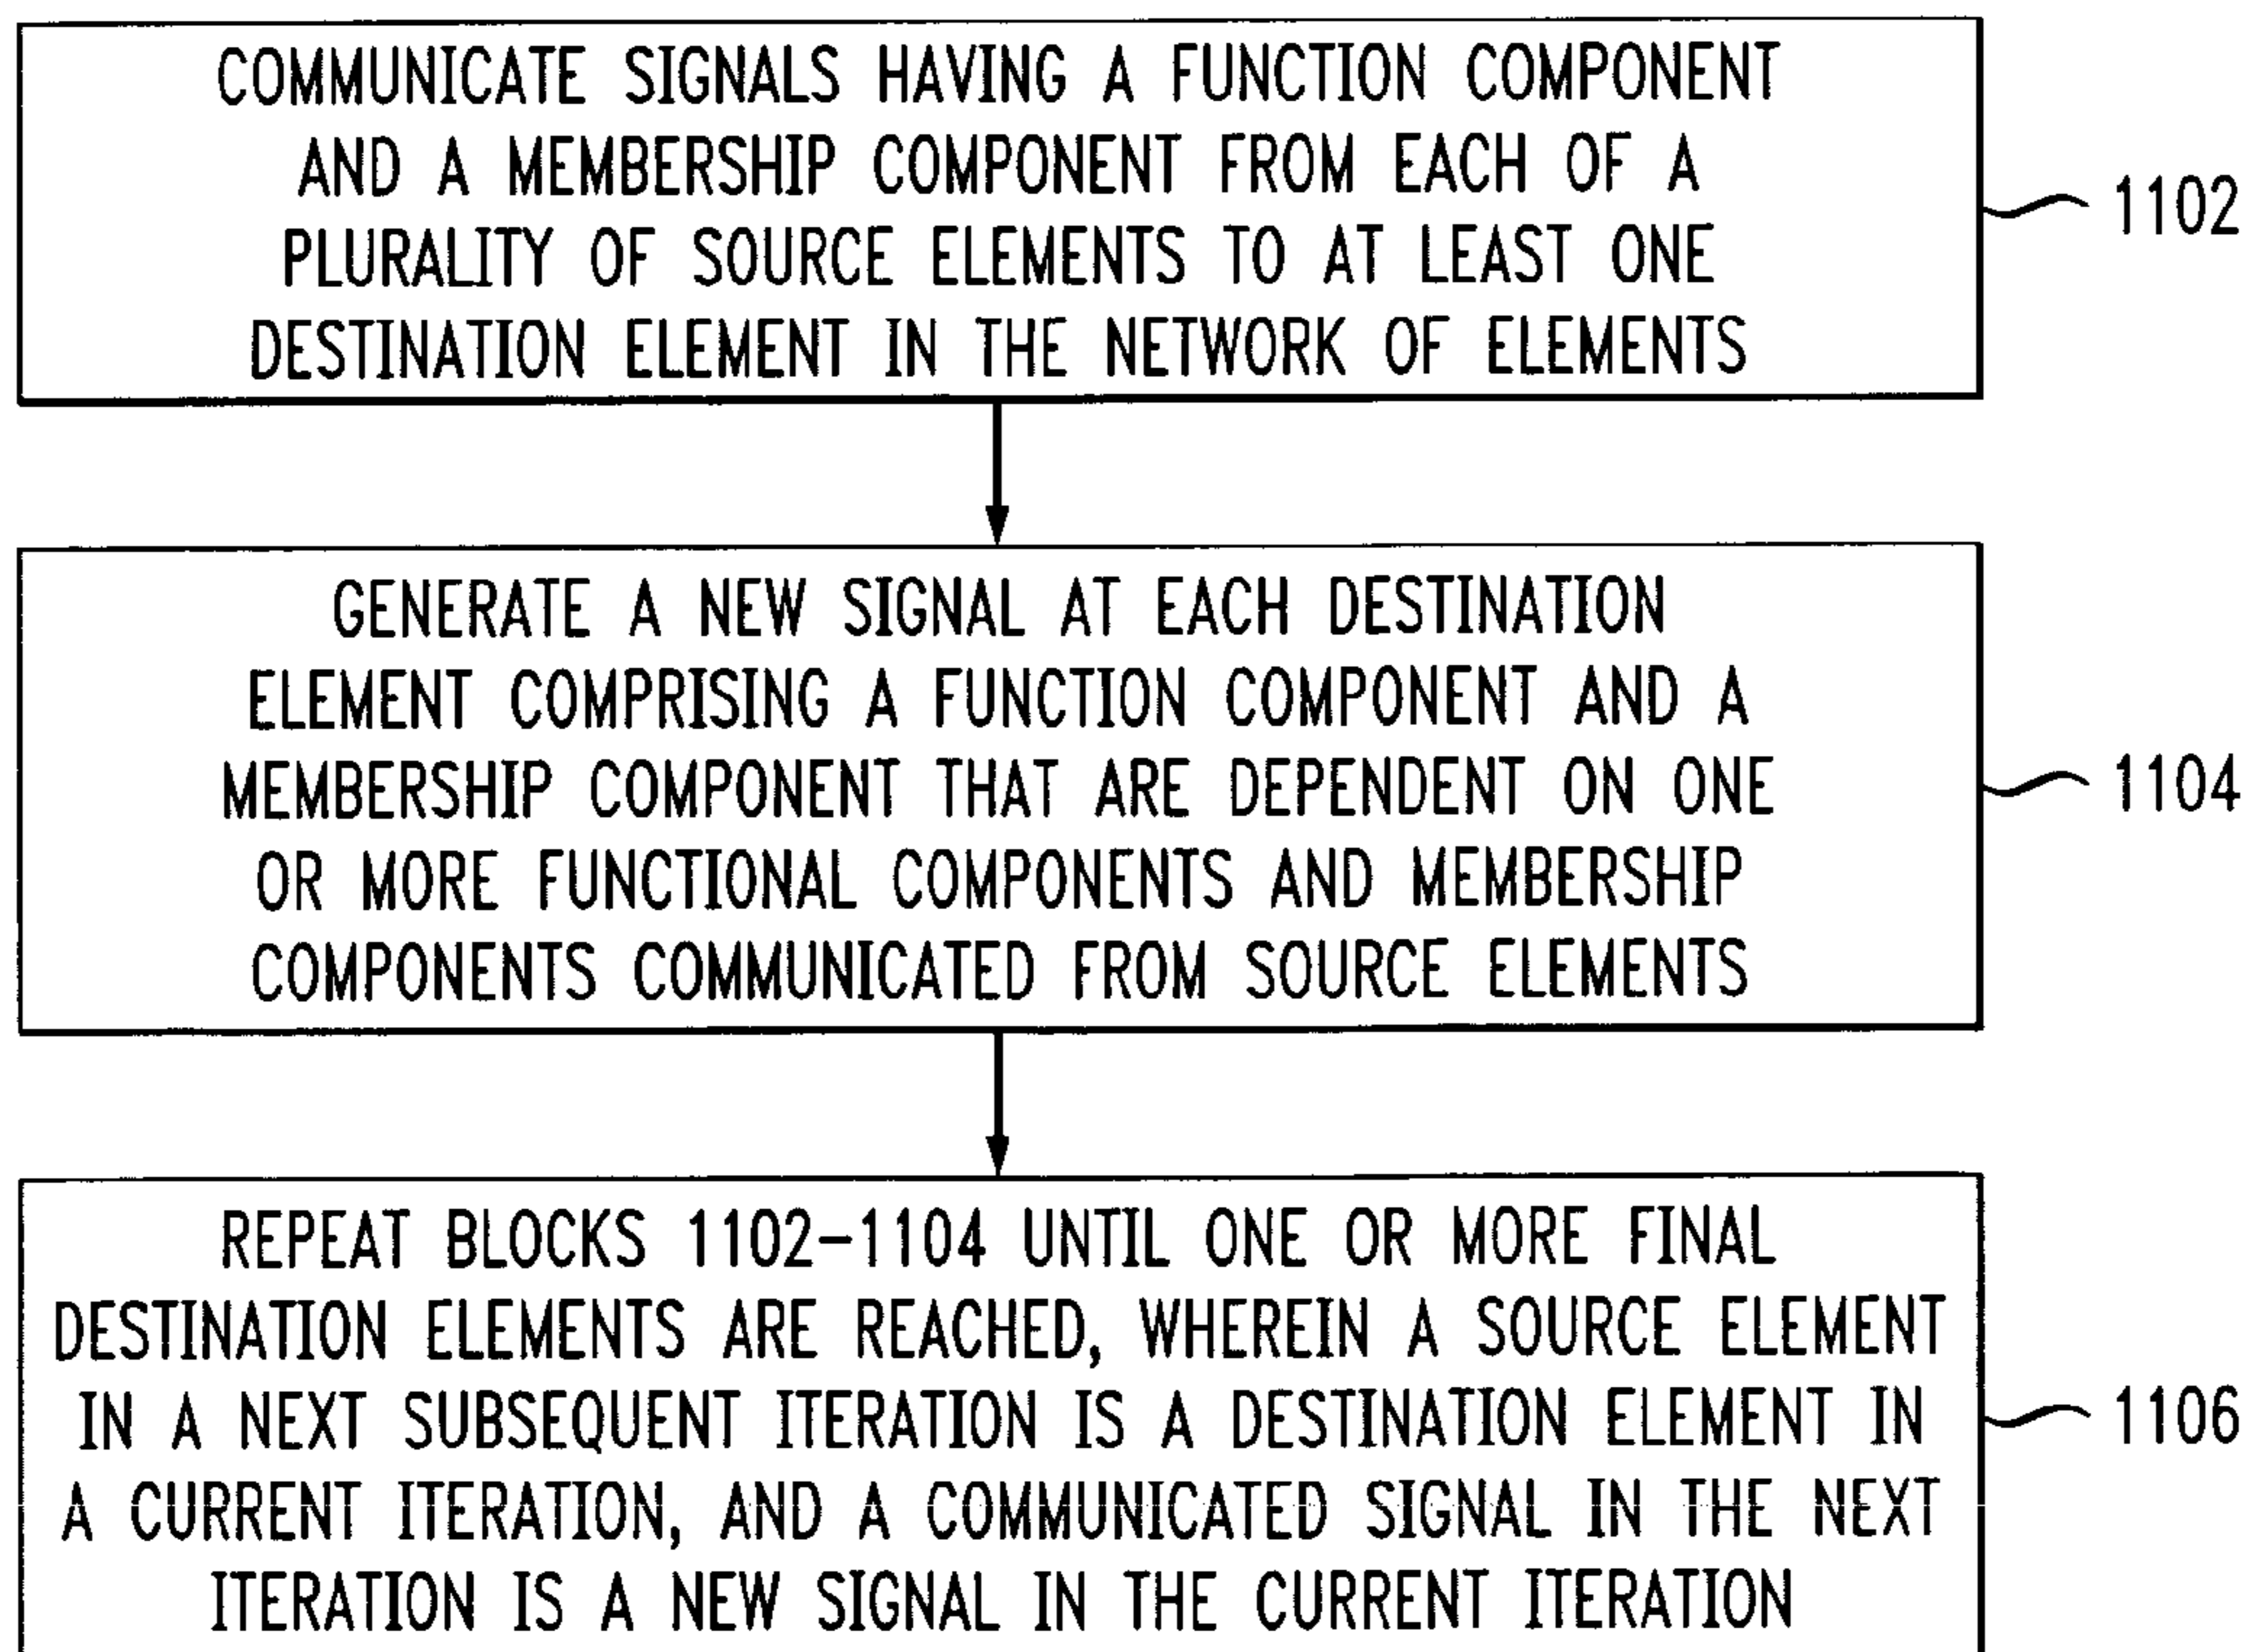 COMMUNICATE SIGNALS HAVING A FUNCTION COMPONENT
AND A MEMBERSHIP COMPONENT FROM EACH OF A
PLURALITY OF SOURCE ELEMENTS TO AT LEAST ONE
DESTINATION ELEMENT IN THE NETWORK OF ELEMENTS
1102
GENERATE A NEW SIGNAL AT EACH DESTINATION
ELEMENT COMPRISING A FUNCTION COMPONENT AND A
MEMBERSHIP COMPONENT THAT ARE DEPENDENT ON ONE
OR MORE FUNCTIONAL COMPONENTS AND MEMBERSHIP
COMPONENTS COMMUNICATED FROM SOURCE ELEMENTS
1104
REPEAT BLOCKS 1102-1104 UNTIL ONE OR MORE FINAL
DESTINATION ELEMENTS ARE REACHED, WHEREIN A SOURCE ELEMENT
IN A NEXT SUBSEQUENT ITERATION IS A DESTINATION ELEMENT IN
A CURRENT ITERATION, AND A COMMUNICATED SIGNAL IN THE NEXT
ITERATION IS A NEW SIGNAL IN THE CURRENT ITERATION
1106